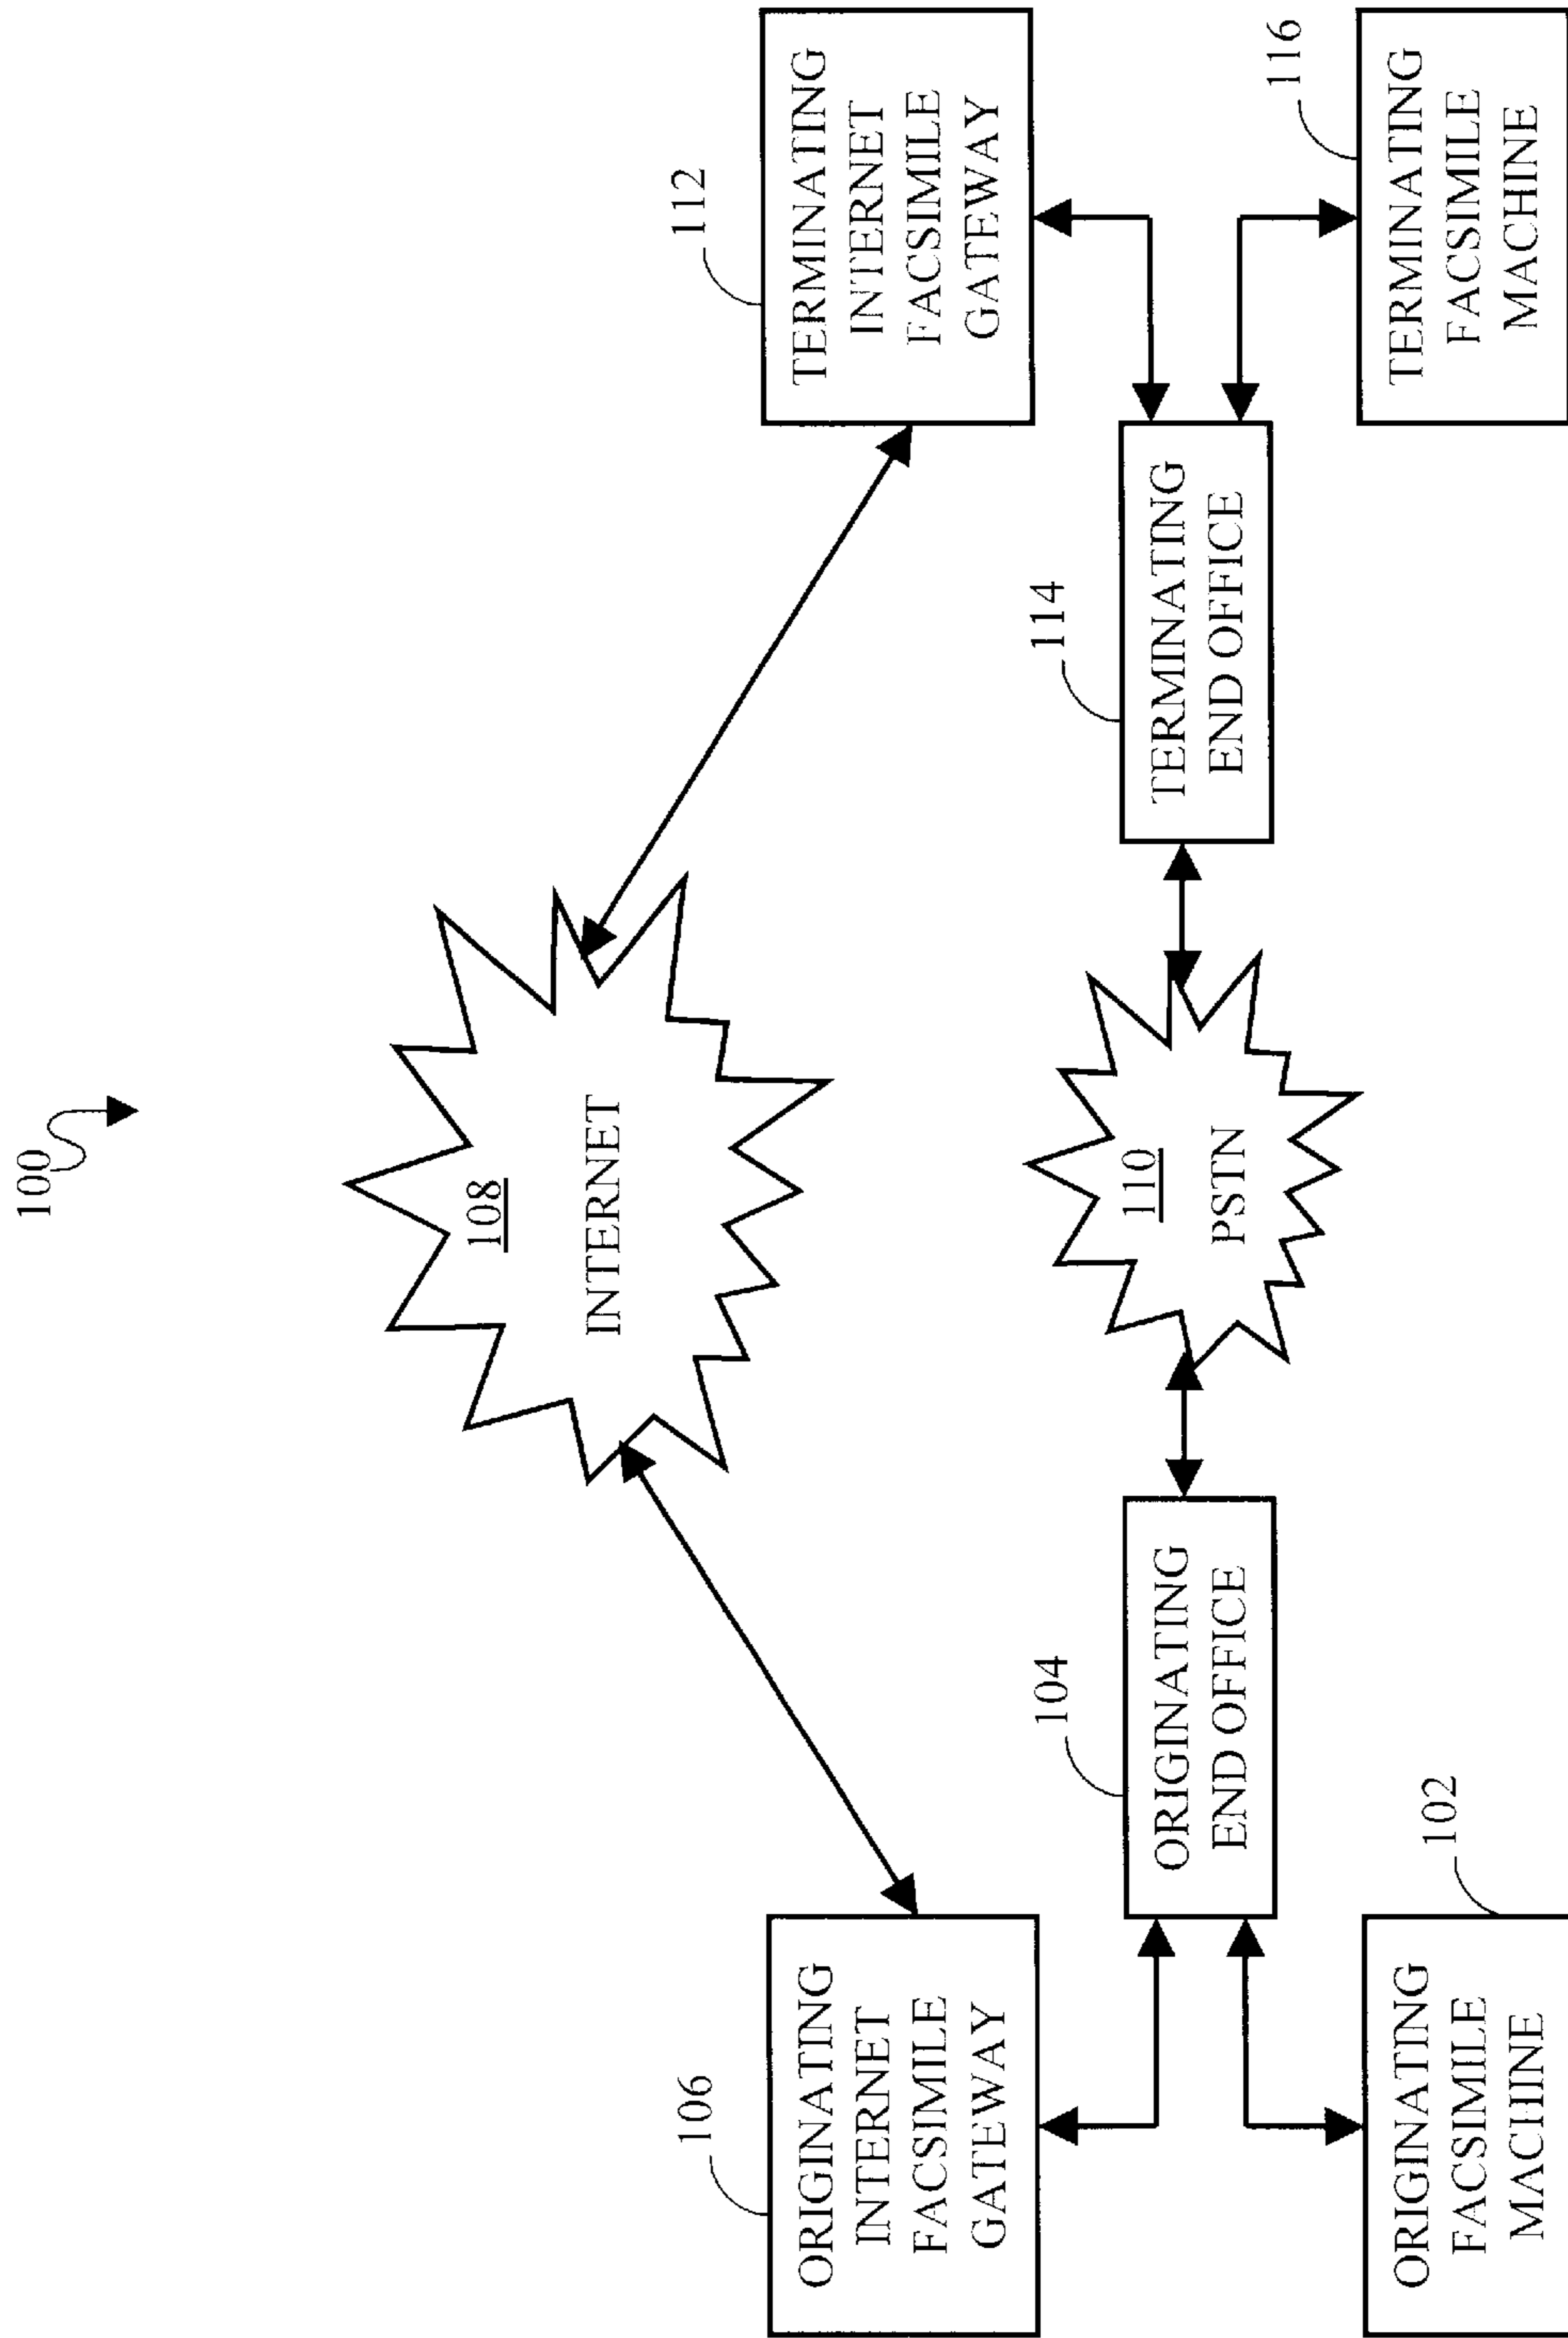 100
108
INTERNET
106
ORIGINATING
INTERNET
FACSIMILE
GATEWAY
112
TERMINATING
INTERNET
FACSIMILE
GATEWAY
104
ORIGINATING
END OFFICE
110
PSTN
114
TERMINATING
END OFFICE
102
ORIGINATING
FACSIMILE
MACHINE
116
TERMINATING
FACSIMILE
MACHINE